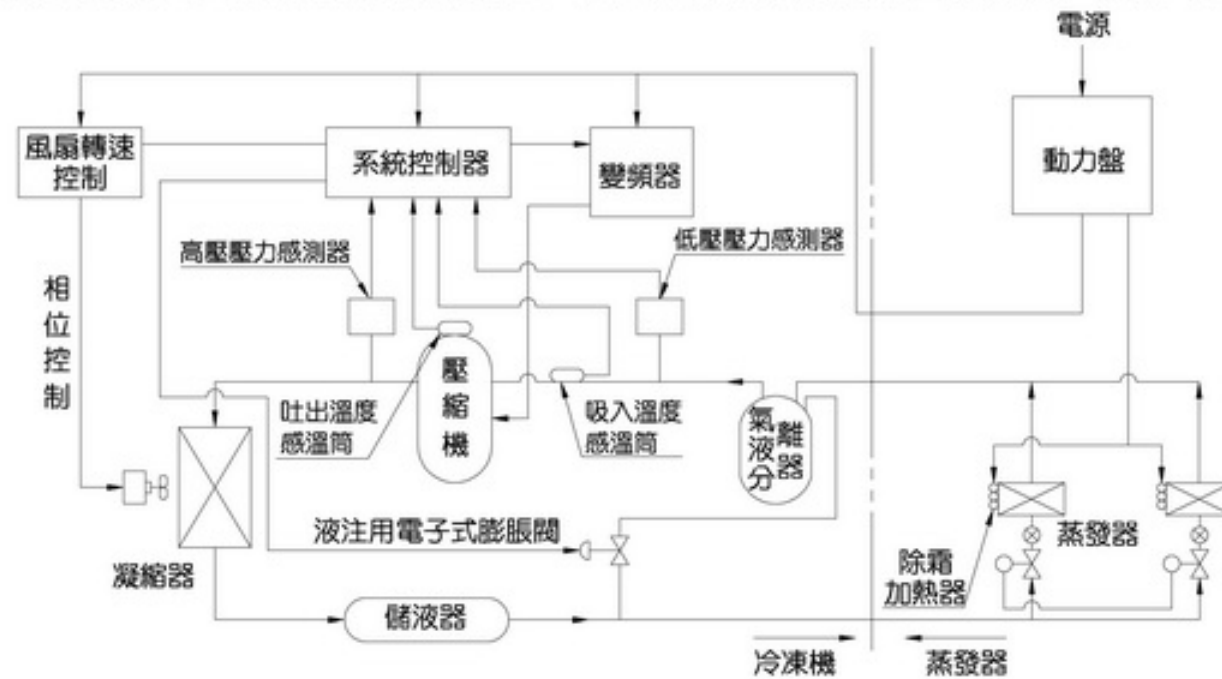 電源
風扇轉速
控制
系統控制器
變頻器
動力盤
高壓壓力感測器
低壓壓力感測器
相位控制
壓縮機
吐出溫度
感溫筒
吸入溫度
感溫筒
氣液分離器
液注用電子式膨脹閥
凝縮器
儲液器
蒸發器
除霜
加熱器
冷凍機
蒸發器